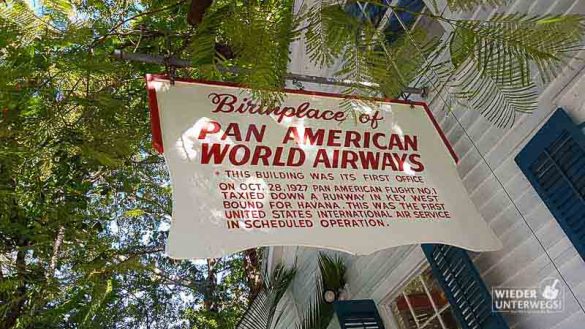 Birthplace of
PAN AMERICAN
WORLD AIRWAYS
• THIS BUILDING WAS ITS FIRST OFFICE
ON OCT. 28, 1927 PAN AMERICAN FLIGHT NO. 1
TAXIED DOWN A RUNWAY IN KEY WEST
BOUND FOR HAVANA. THIS WAS THE FIRST
UNITED STATES INTERNATIONAL AIR SERVICE
IN SCHEDULED OPERATION.
WIEDER
UNTERWEGS!